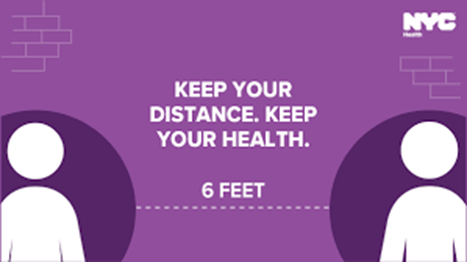 NYC
Health
KEEP YOUR
DISTANCE. KEEP
YOUR HEALTH.
6 FEET